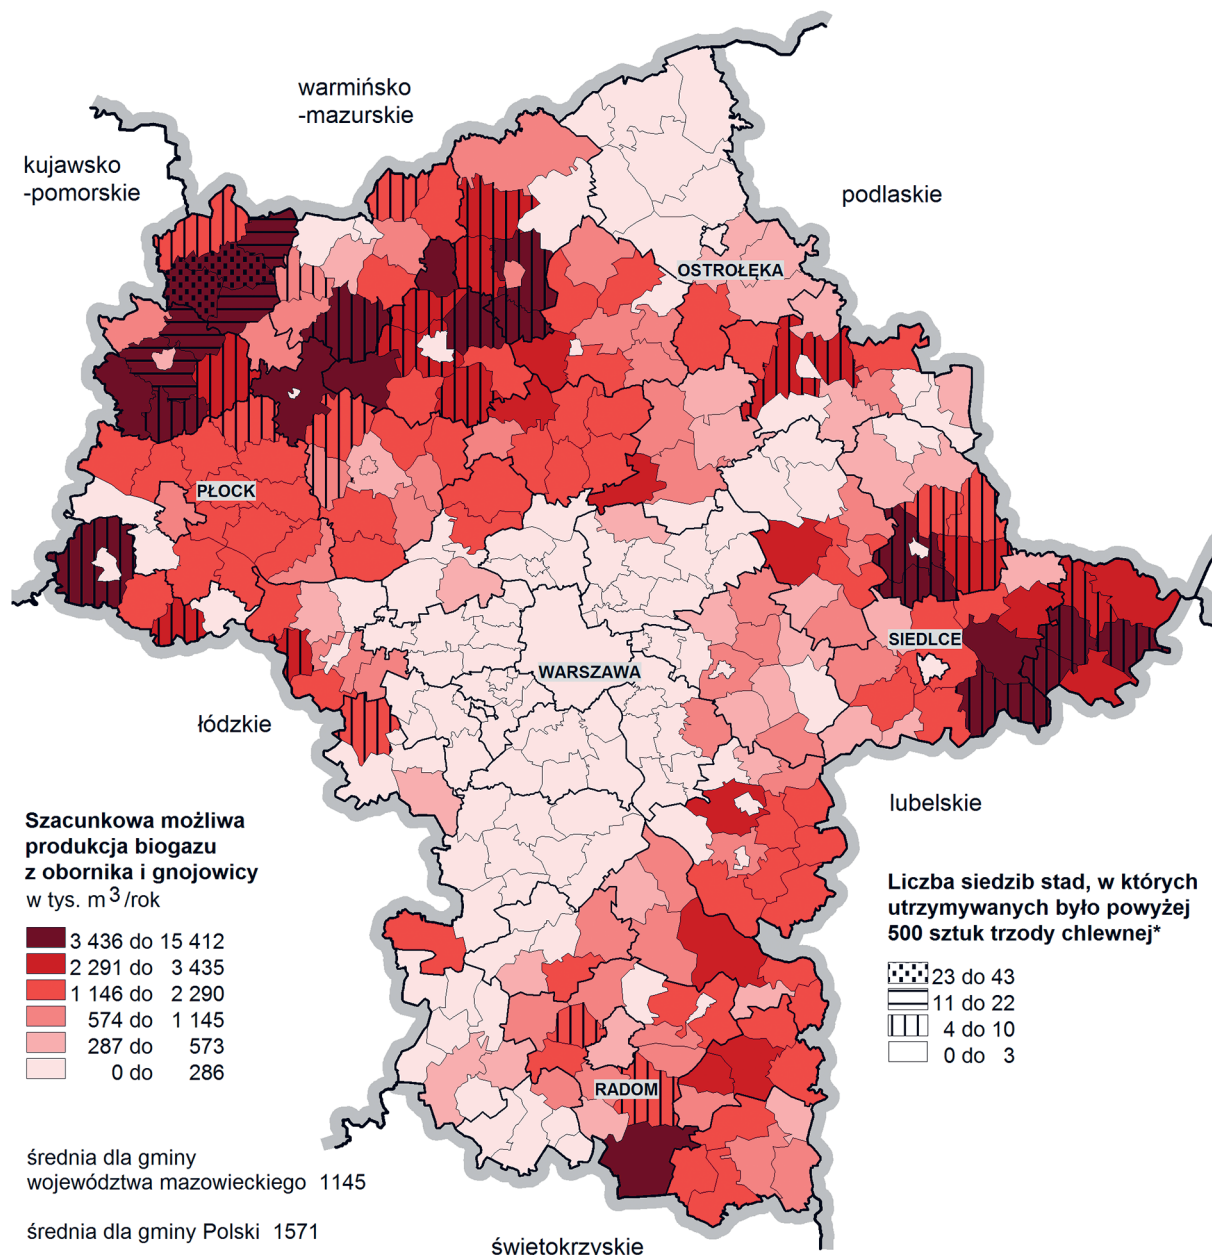 warmińsko
-mazurskie
kujawsko
-pomorskie
podlaskie
OSTROŁĘKA
PŁOCK
SIEDLCE
WARSZAWA
łódzkie
lubelskie
Szacunkowa możliwa
produkcja biogazu
z obornika i gnojowicy
w tys. m3/rok
3 436 do 15 412
2 291 do 3 435
1 146 do 2 290
574 do 1 145
287 do 573
0 do 286
Liczba siedzib stad, w których
utrzymywanych było powyżej
500 sztuk trzody chlewnej*
23 do 43
11 do 22
4 do 10
0 do 3
RADOM
średnia dla gminy
województwa mazowieckiego 1145
średnia dla gminy Polski 1571
świetokrzyskie